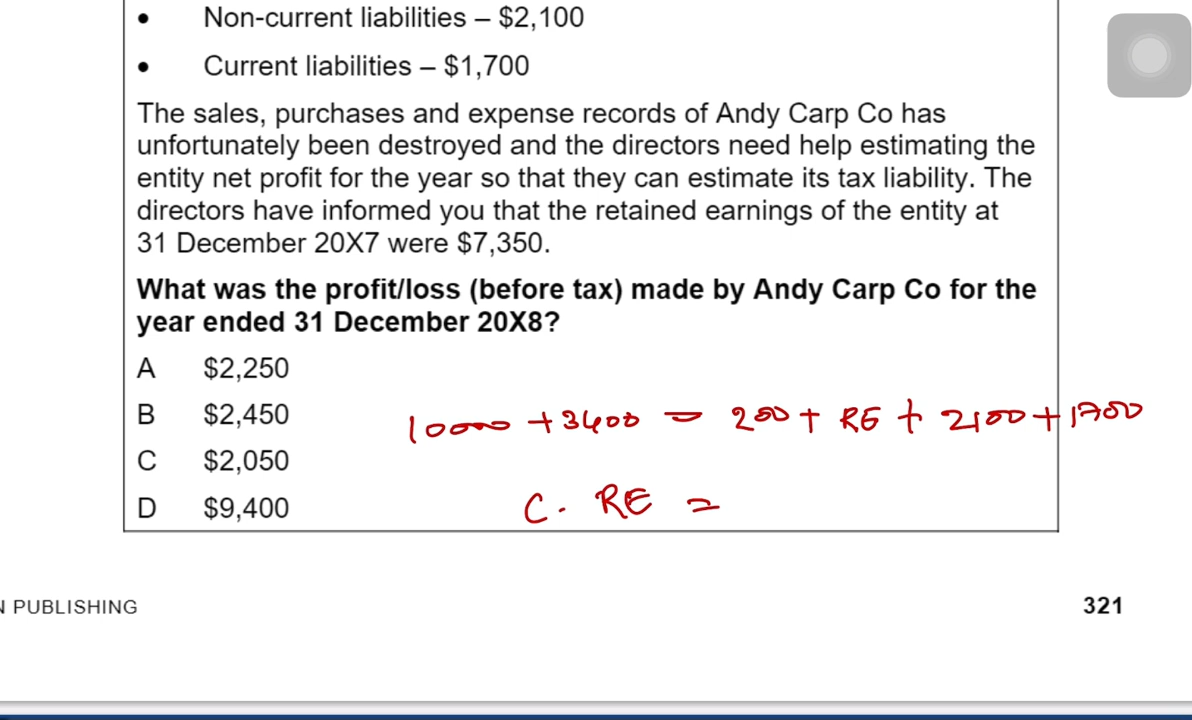 • Non-current liabilities – $2,100
• Current liabilities – $1,700
The sales, purchases and expense records of Andy Carp Co has
unfortunately been destroyed and the directors need help estimating the
entity net profit for the year so that they can estimate its tax liability. The
directors have informed you that the retained earnings of the entity at
31 December 20X7 were $7,350.
What was the profit/loss (before tax) made by Andy Carp Co for the
year ended 31 December 20X8?
A $2,250
B $2,450
10000 + 3400 = 200 + RE + 2100 + 1700
C $2,050
D $9,400
C. RE =
N PUBLISHING
321